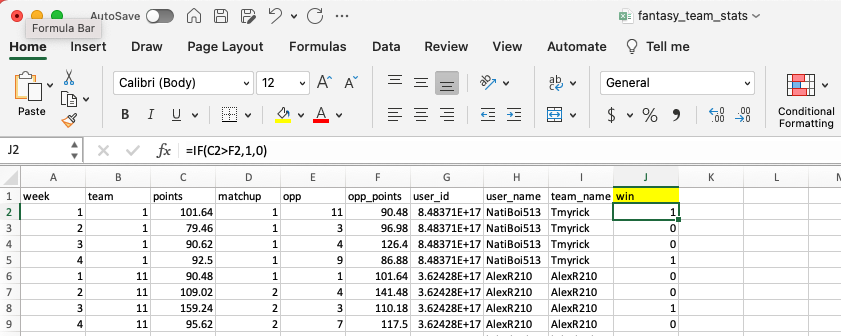 AutoSave fantasy_team_stats
Formula Bar
Home Insert Draw Page Layout Formulas Data Review View Automate Tell me
Calibri (Body) 12 A A General
Paste B I U A ab c $ % , .00 .0 Conditional Formatting
J2 fx =IF(C2>F2,1,0)
A B C D E F G H I J K L
1 week team points matchup opp opp_points user_id user_name team_name win
2 1 1 101.64 1 11 90.48 8.48371E+17 NatiBoi513 Tmyrick 1
3 2 1 79.46 1 3 96.98 8.48371E+17 NatiBoi513 Tmyrick 0
4 3 1 90.62 1 4 126.4 8.48371E+17 NatiBoi513 Tmyrick 0
5 4 1 92.5 1 9 86.88 8.48371E+17 NatiBoi513 Tmyrick 1
6 1 11 90.48 1 1 101.64 3.62428E+17 AlexR210 AlexR210 0
7 2 11 109.02 2 4 141.48 3.62428E+17 AlexR210 AlexR210 0
8 3 11 159.24 2 3 110.18 3.62428E+17 AlexR210 AlexR210 1
9 4 11 95.62 2 7 117.5 3.62428E+17 AlexR210 AlexR210 0